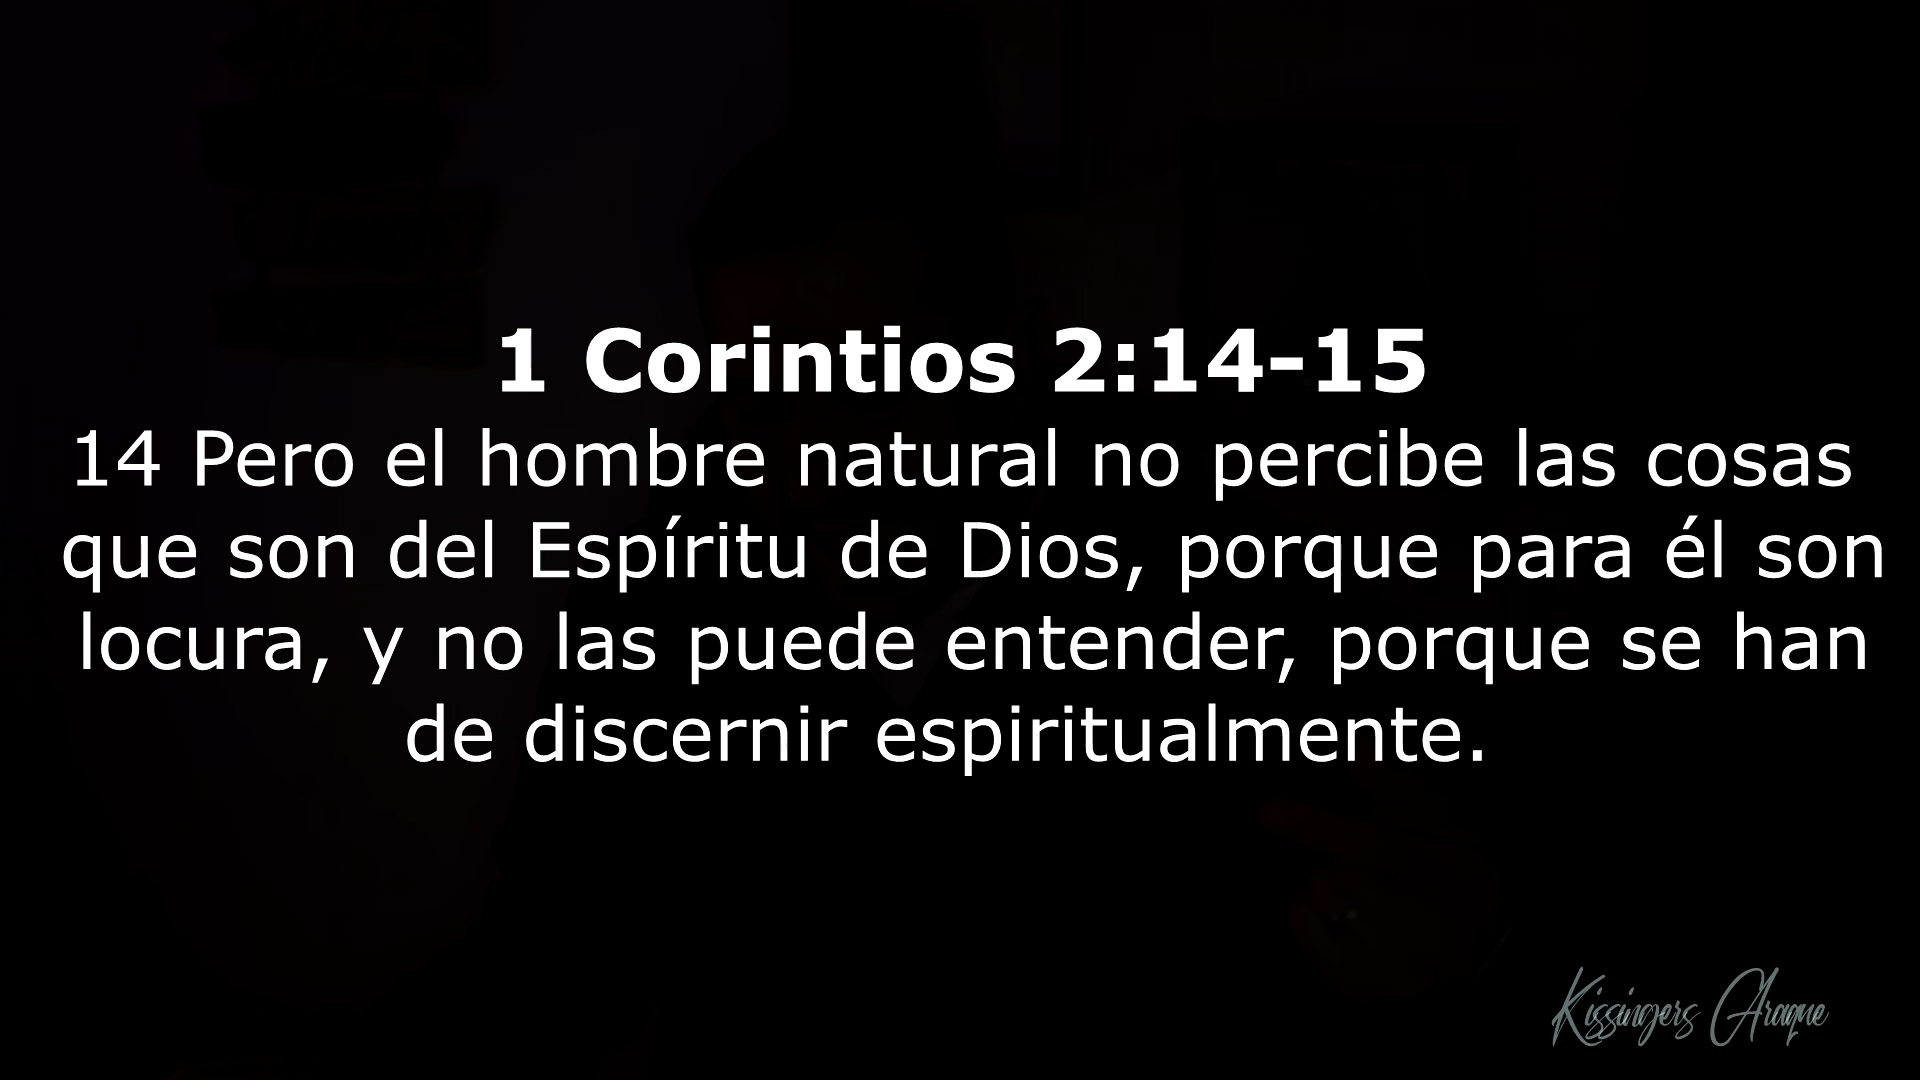 1 Corintios 2:14-15
14 Pero el hombre natural no percibe las cosas
que son del Espíritu de Dios, porque para él son
locura, y no las puede entender, porque se han
de discernir espiritualmente.
Kissingers Araque